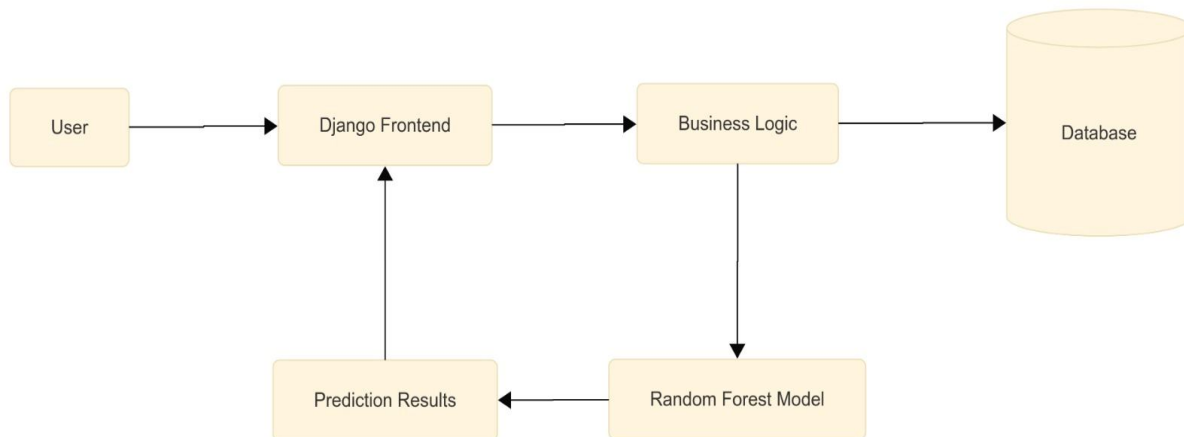 User
Django Frontend
Business Logic
Database
Prediction Results
Random Forest Model